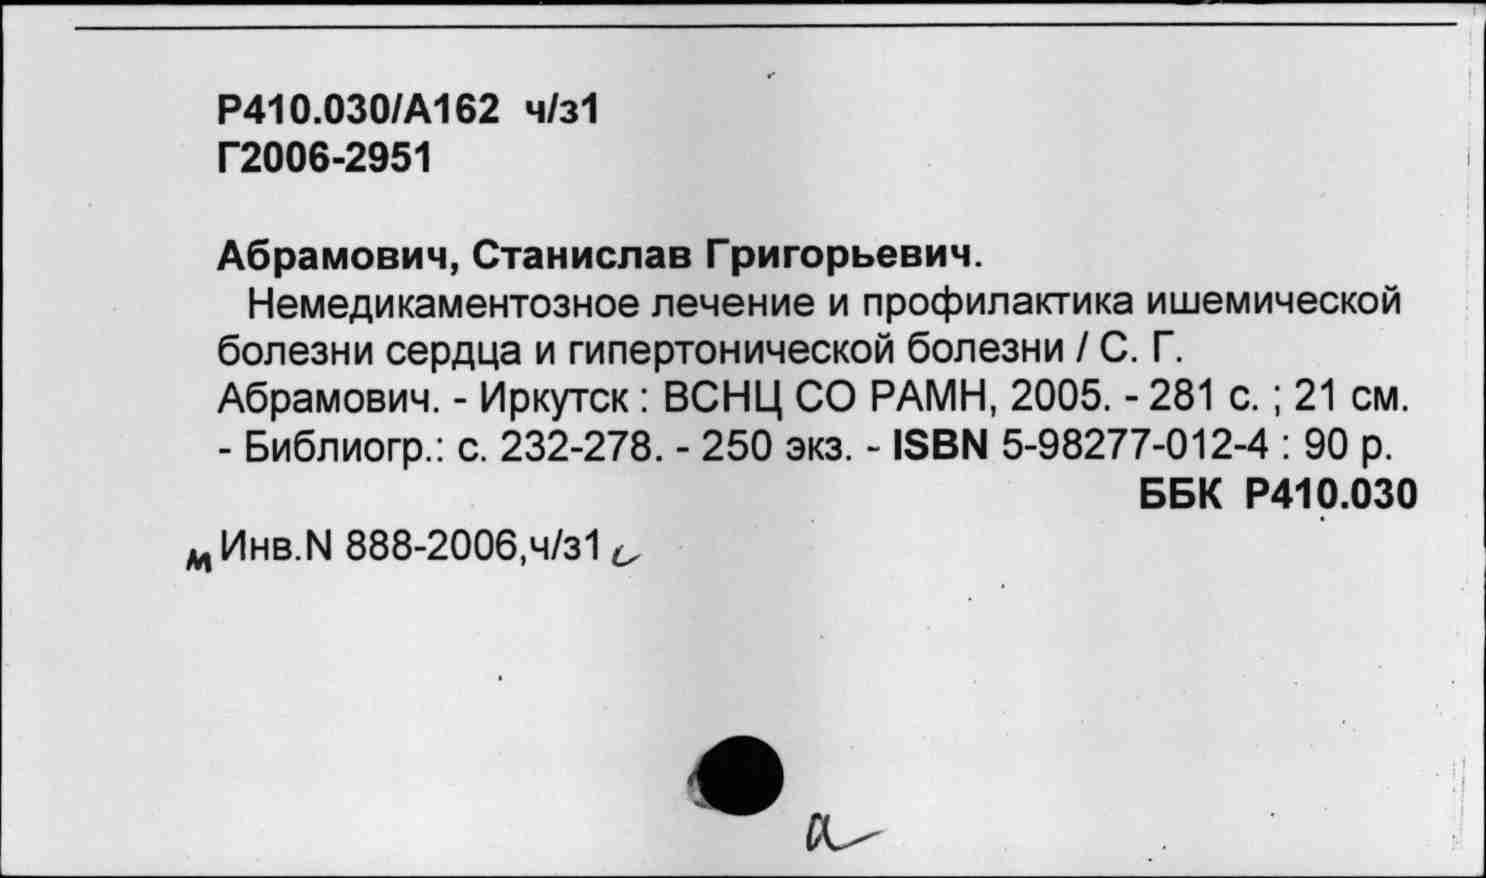 Р410.030/А162 ч/з1
Г2006-2951
Абрамович, Станислав Григорьевич.
Немедикаментозное лечение и профилактика ишемической
болезни сердца и гипертонической болезни / С. Г.
Абрамович. - Иркутск : ВСНЦ СО РАМН, 2005. - 281 с. ; 21 см.
- Библиогр.: с. 232-278. - 250 экз. - ISBN 5-98277-012-4 : 90 р.
ББК Р410.030
м Инв.N 888-2006,ч/з1 с
а